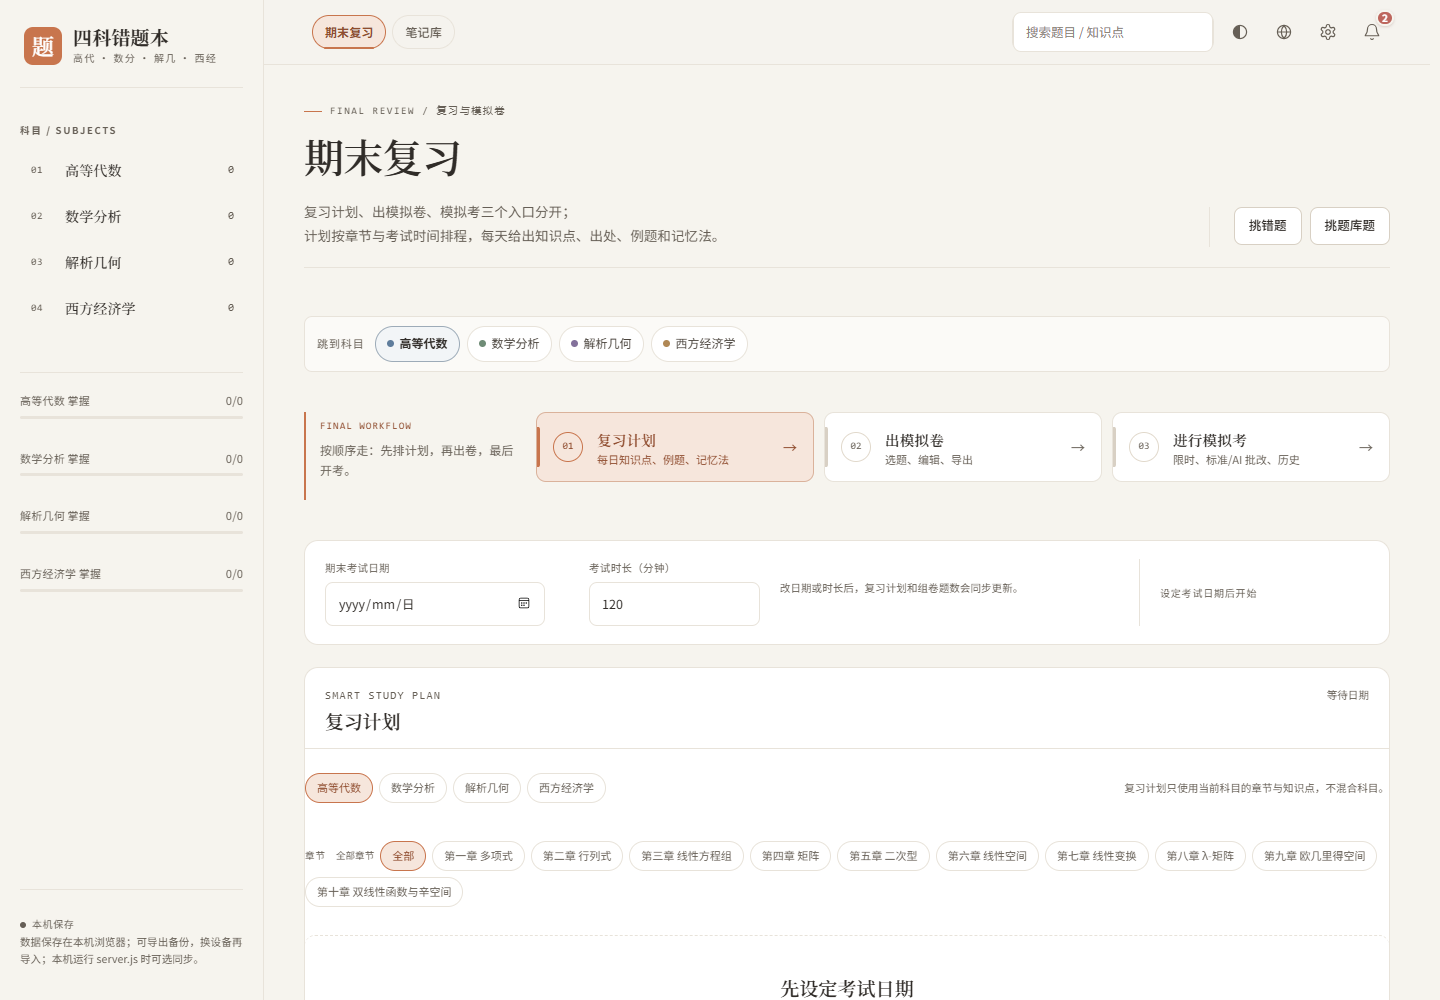 题
四科错题本
高代 · 数分 · 解几 · 西经
科目 / SUBJECTS
01 高等代数 0
02 数学分析 0
03 解析几何 0
04 西方经济学 0
高等代数 掌握 0/0
数学分析 掌握 0/0
解析几何 掌握 0/0
西方经济学 掌握 0/0
本机保存
数据保存在本机浏览器；可导出备份，换设备再
导入；本机运行 server.js 时可选同步。
期末复习 笔记库
搜索题目 / 知识点
2
FINAL REVIEW / 复习与模拟卷
期末复习
复习计划、出模拟卷、模拟考三个入口分开；
计划按章节与考试时间排程，每天给出知识点、出处、例题和记忆法。
挑错题 挑题库题
跳到科目 高等代数 数学分析 解析几何 西方经济学
FINAL WORKFLOW
按顺序走：先排计划，再出卷，最后
开考。
01 复习计划 →
每日知识点、例题、记忆法
02 出模拟卷 →
选题、编辑、导出
03 进行模拟考 →
限时、标准/AI 批改、历史
期末考试日期
yyyy/mm/日
考试时长（分钟）
120
改日期或时长后，复习计划和组卷题数会同步更新。
设定考试日期后开始
SMART STUDY PLAN
复习计划
等待日期
高等代数 数学分析 解析几何 西方经济学
复习计划只使用当前科目的章节与知识点，不混合科目。
章节 全部章节 全部 第一章 多项式 第二章 行列式 第三章 线性方程组 第四章 矩阵 第五章 二次型 第六章 线性空间 第七章 线性变换 第八章 λ-矩阵 第九章 欧几里得空间
第十章 双线性函数与辛空间
先设定考试日期